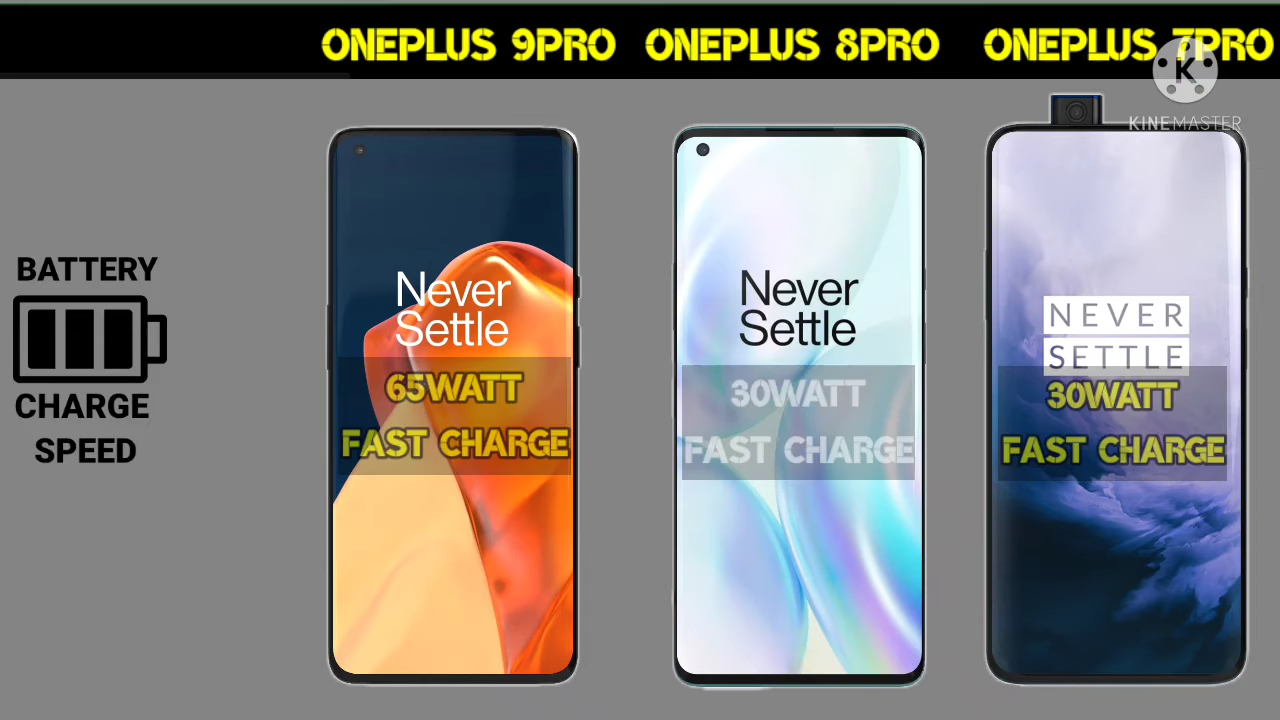 ONEPLUS 9PRO ONEPLUS 8PRO ONEPLUS 7PRO
K
KINEMASTER
BATTERY
CHARGE
SPEED
Never
Settle
65WATT
FAST CHARGE
Never
Settle
30WATT
FAST CHARGE
NEVER
SETTLE
30WATT
FAST CHARGE